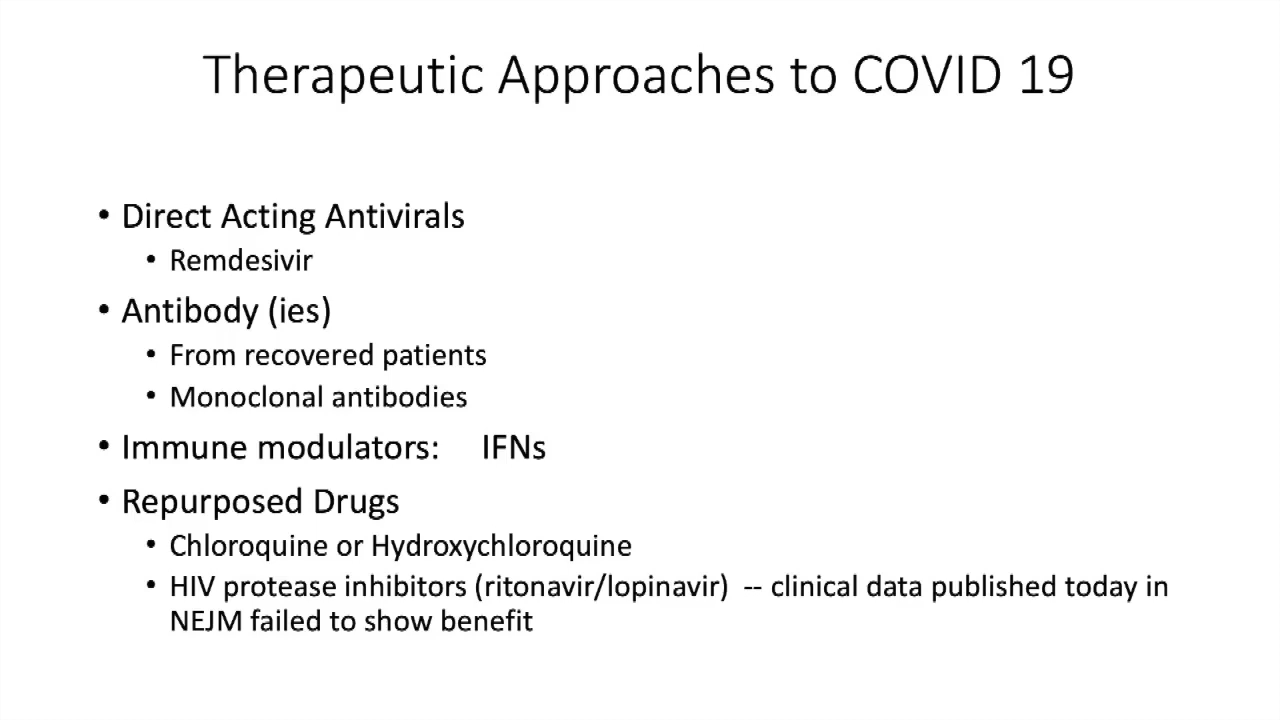 Therapeutic Approaches to COVID 19
• Direct Acting Antivirals
• Remdesivir
• Antibody (ies)
• From recovered patients
• Monoclonal antibodies
• Immune modulators: IFNs
• Repurposed Drugs
• Chloroquine or Hydroxychloroquine
• HIV protease inhibitors (ritonavir/lopinavir) -- clinical data published today in
NEJM failed to show benefit